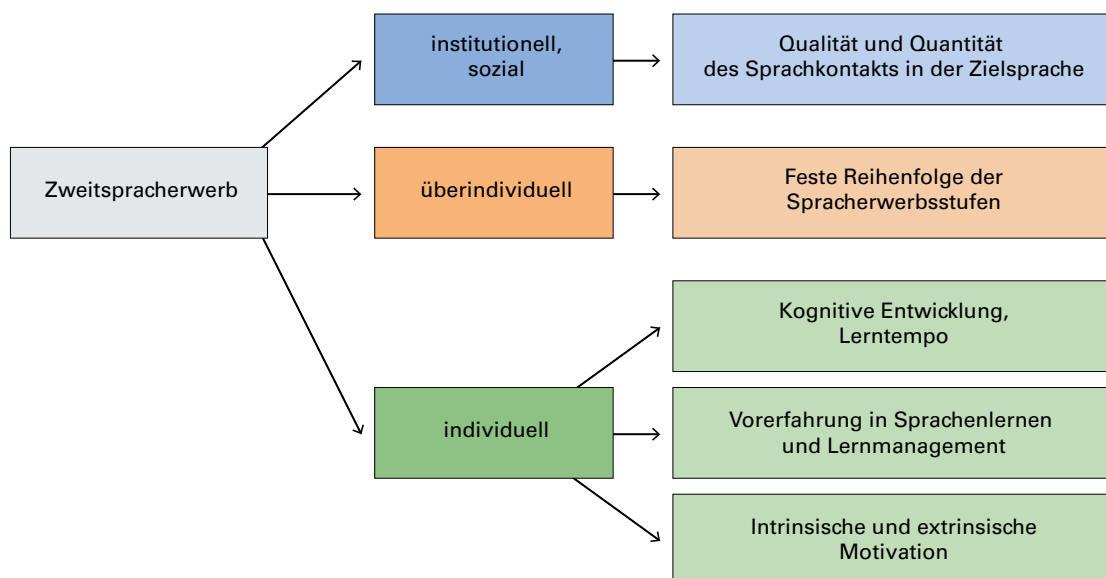 institutionell,
sozial
Qualität und Quantität
des Sprachkontakts in der Zielsprache
Zweitspracherwerb
überindividuell
Feste Reihenfolge der
Spracherwerbsstufen
individuell
Kognitive Entwicklung,
Lerntempo
Vorerfahrung in Sprachenlernen
und Lernmanagement
Intrinsische und extrinsische
Motivation